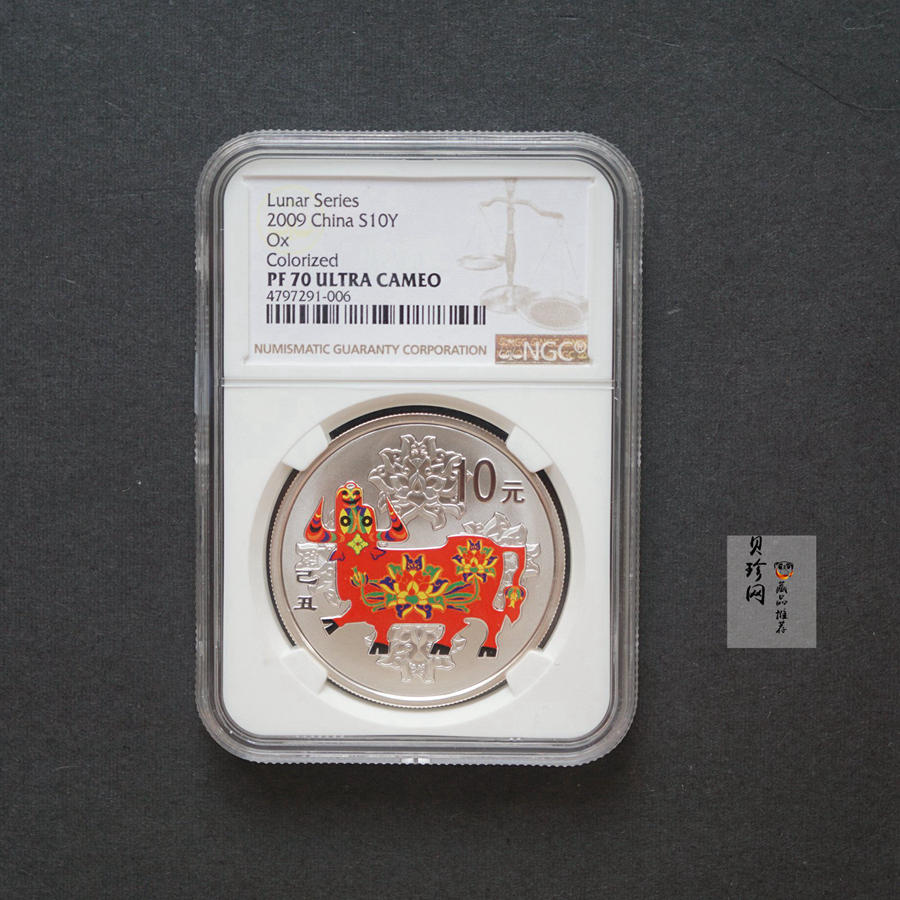 Lunar Series
2009 China S10Y
Ox
Colorized
PF 70 ULTRA CAMEO
4797291-006
NUMISMATIC GUARANTY CORPORATION
NGC®
10元
己丑
贝珍网
藏品推荐